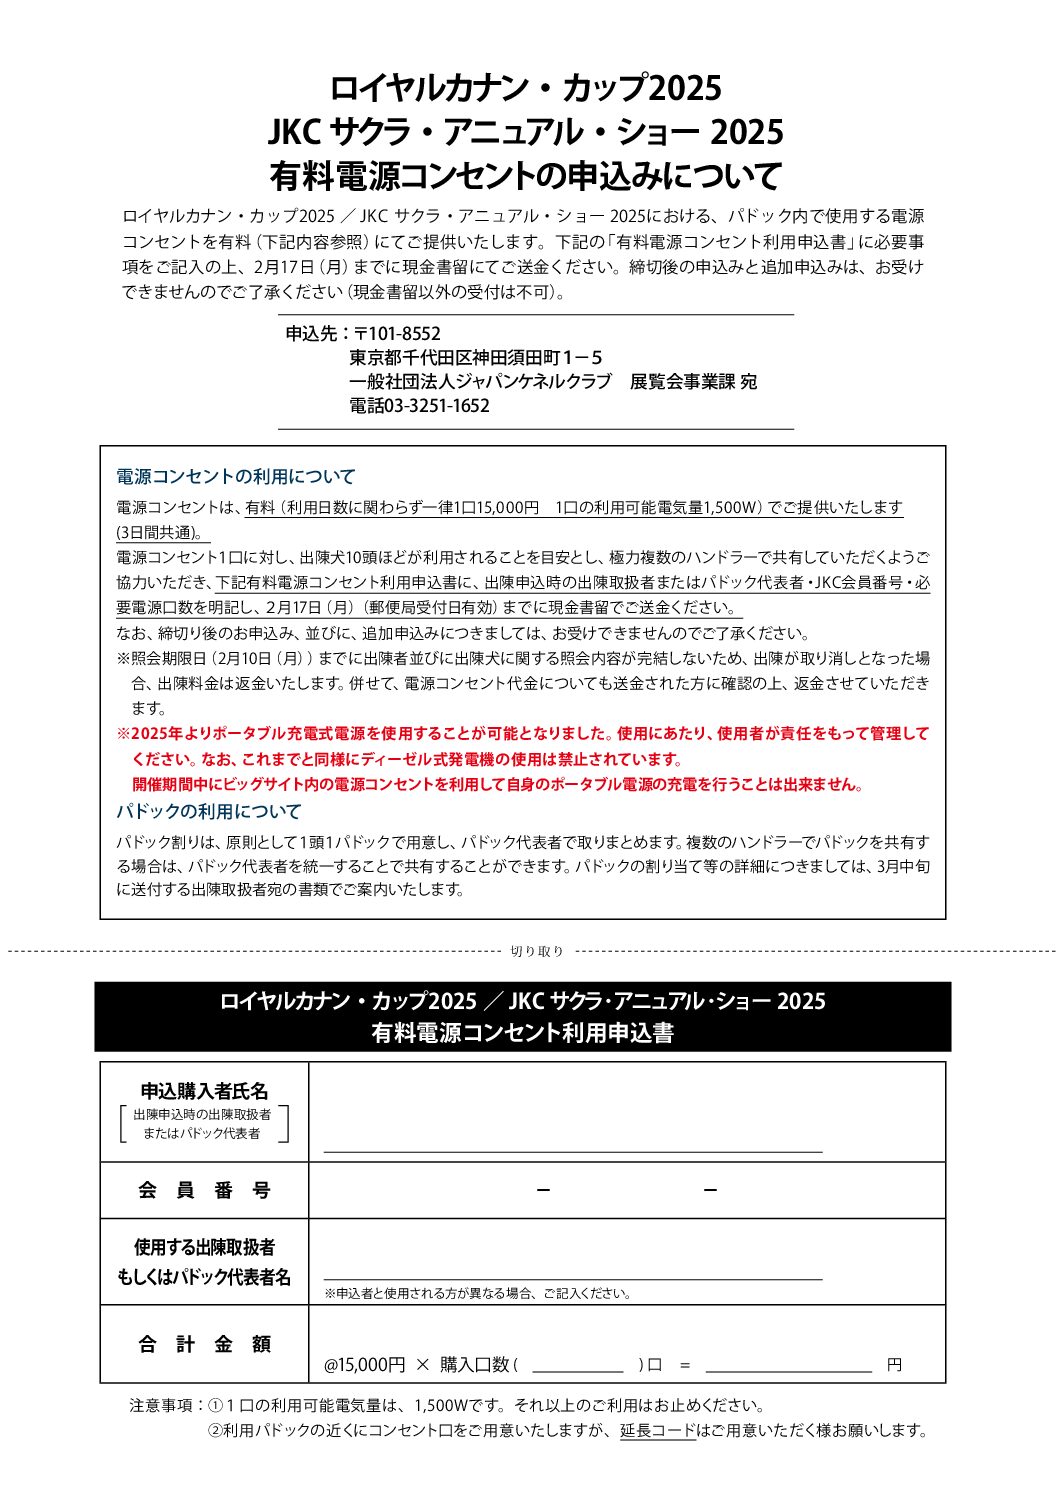 ロイヤルカナン・カップ2025
JKC サクラ・アニュアル・ショー 2025
有料電源コンセントの申込みについて
ロイヤルカナン・カップ2025 ／JKC サクラ・アニュアル・ショー 2025における、パドック内で使用する電源
コンセントを有料（下記内容参照）にてご提供いたします。下記の「有料電源コンセント利用申込書」に必要事
項をご記入の上、2月17日（月）までに現金書留にてご送金ください。締切後の申込みと追加申込みは、お受け
できませんのでご了承ください（現金書留以外の受付は不可）。
申込先：〒101-8552
東京都千代田区神田須田町1－5
一般社団法人ジャパンケネルクラブ　展覧会事業課 宛
電話03-3251-1652
電源コンセントの利用について
電源コンセントは、有料（利用日数に関わらず一律1口15,000円　1口の利用可能電気量1,500W）でご提供いたします
(3日間共通)。
電源コンセント1口に対し、出陳犬10頭ほどが利用されることを目安とし、極力複数のハンドラーで共有していただくようご
協力いただき、下記有料電源コンセント利用申込書に、出陳申込時の出陳取扱者またはパドック代表者・JKC会員番号・必
要電源口数を明記し、2月17日（月）（郵便局受付日有効）までに現金書留でご送金ください。
なお、締切り後のお申込み、並びに、追加申込みにつきましては、お受けできませんのでご了承ください。
※照会期限日（2月10日（月））までに出陳者並びに出陳犬に関する照会内容が完結しないため、出陳が取り消しとなった場
合、出陳料金は返金いたします。併せて、電源コンセント代金についても送金された方に確認の上、返金させていただき
ます。
※2025年よりポータブル充電式電源を使用することが可能となりました。使用にあたり、使用者が責任をもって管理して
ください。なお、これまでと同様にディーゼル式発電機の使用は禁止されています。
開催期間中にビッグサイト内の電源コンセントを利用して自身のポータブル電源の充電を行うことは出来ません。
パドックの利用について
パドック割りは、原則として1頭1パドックで用意し、パドック代表者で取りまとめます。複数のハンドラーでパドックを共有す
る場合は、パドック代表者を統一することで共有することができます。パドックの割り当て等の詳細につきましては、3月中旬
に送付する出陳取扱者宛の書類でご案内いたします。
切り取り
ロイヤルカナン・カップ2025 ／ JKC サクラ・アニュアル・ショー 2025
有料電源コンセント利用申込書
申込購入者氏名
出陳申込時の出陳取扱者
またはパドック代表者
会 員 番 号　－　－
使用する出陳取扱者
もしくはパドック代表者名
※申込者と使用される方が異なる場合、ご記入ください。
合 計 金 額
@15,000円 × 購入口数（ ＿＿＿＿ ）口 = ＿＿＿＿＿＿ 円
注意事項：①1 口の利用可能電気量は、1,500Wです。それ以上のご利用はお止めください。
②利用パドックの近くにコンセント口をご用意いたしますが、延長コードはご用意いただく様お願いします。